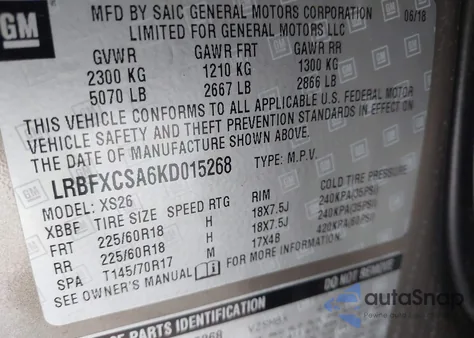 GM
MFD BY SAIC GENERAL MOTORS CORPORATION
LIMITED FOR GENERAL MOTORS LLC 06/18
GVWR GAWR FRT GAWR RR
2300 KG 1210 KG 1300 KG
5070 LB 2667 LB 2866 LB
THIS VEHICLE CONFORMS TO ALL APPLICABLE U.S. FEDERAL MOTOR
VEHICLE SAFETY AND THEFT PREVENTION STANDARDS IN EFFECT ON
THE DATE OF MANUFACTURE SHOWN ABOVE.
LRBFXCSA6KD015268 TYPE: M.P.V.
MODEL: XS26
XBBF TIRE SIZE SPEED RTG RIM COLD TIRE PRESSURE
FRT 225/60R18 H 18X7.5J 240KPA/35PSI
RR 225/60R18 H 18X7.5J 240KPA/35PSI
SPA T145/70R17 M 17X4B 420KPA/60PSI
SEE OWNER'S MANUAL FOR MORE INFORMATION.
DO NOT REMOVE
PARTS IDENTIFICATION
autoSnap